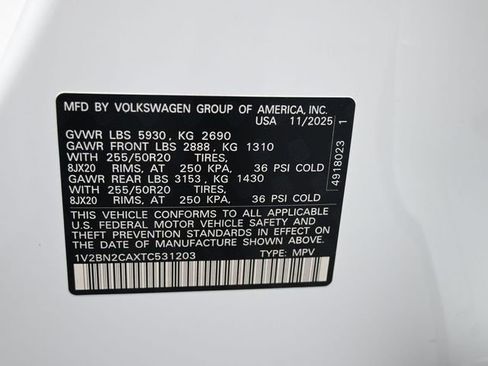 MFD BY VOLKSWAGEN GROUP OF AMERICA, INC.
USA 11/2025
GVWR LBS 5930, KG 2690
GAWR FRONT LBS 2888, KG 1310
WITH 255/50R20 TIRES,
8JX20 RIMS, AT 250 KPA, 36 PSI COLD
GAWR REAR LBS 3153, KG 1430
WITH 255/50R20 TIRES,
8JX20 RIMS, AT 250 KPA, 36 PSI COLD
THIS VEHICLE CONFORMS TO ALL APPLICABLE
U.S. FEDERAL MOTOR VEHICLE SAFETY AND
THEFT PREVENTION STANDARDS IN EFFECT ON
THE DATE OF MANUFACTURE SHOWN ABOVE.
1V2BN2CAXTC531203 TYPE: MPV
4918023 1